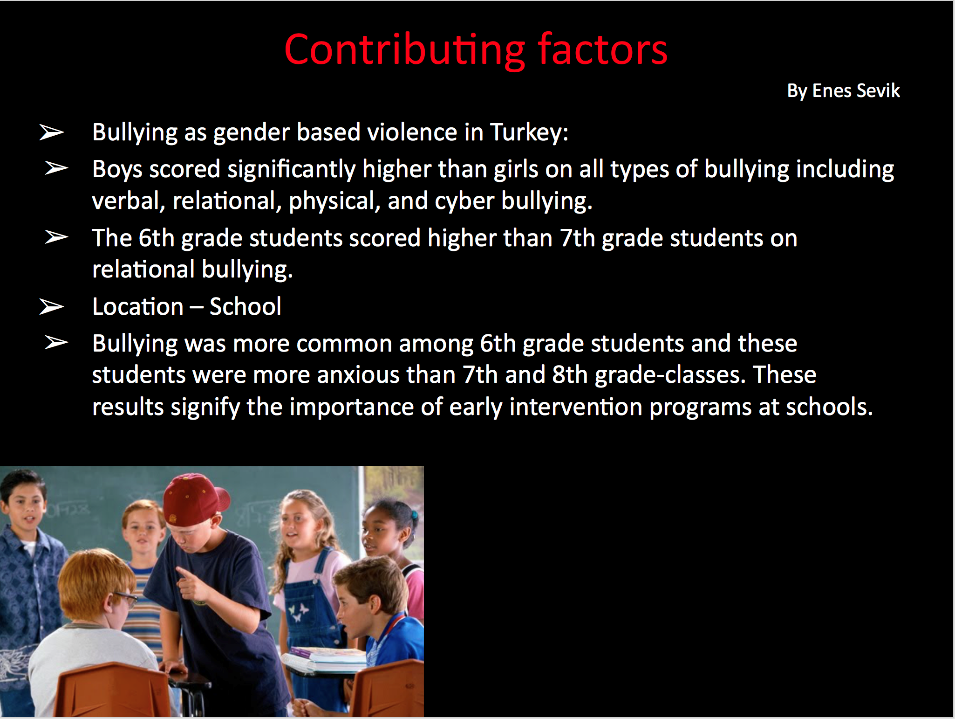 Contributing factors
By Enes Sevik
➢ Bullying as gender based violence in Turkey:
➢ Boys scored significantly higher than girls on all types of bullying including
verbal, relational, physical, and cyber bullying.
➢ The 6th grade students scored higher than 7th grade students on
relational bullying.
➢ Location – School
➢ Bullying was more common among 6th grade students and these
students were more anxious than 7th and 8th grade-classes. These
results signify the importance of early intervention programs at schools.